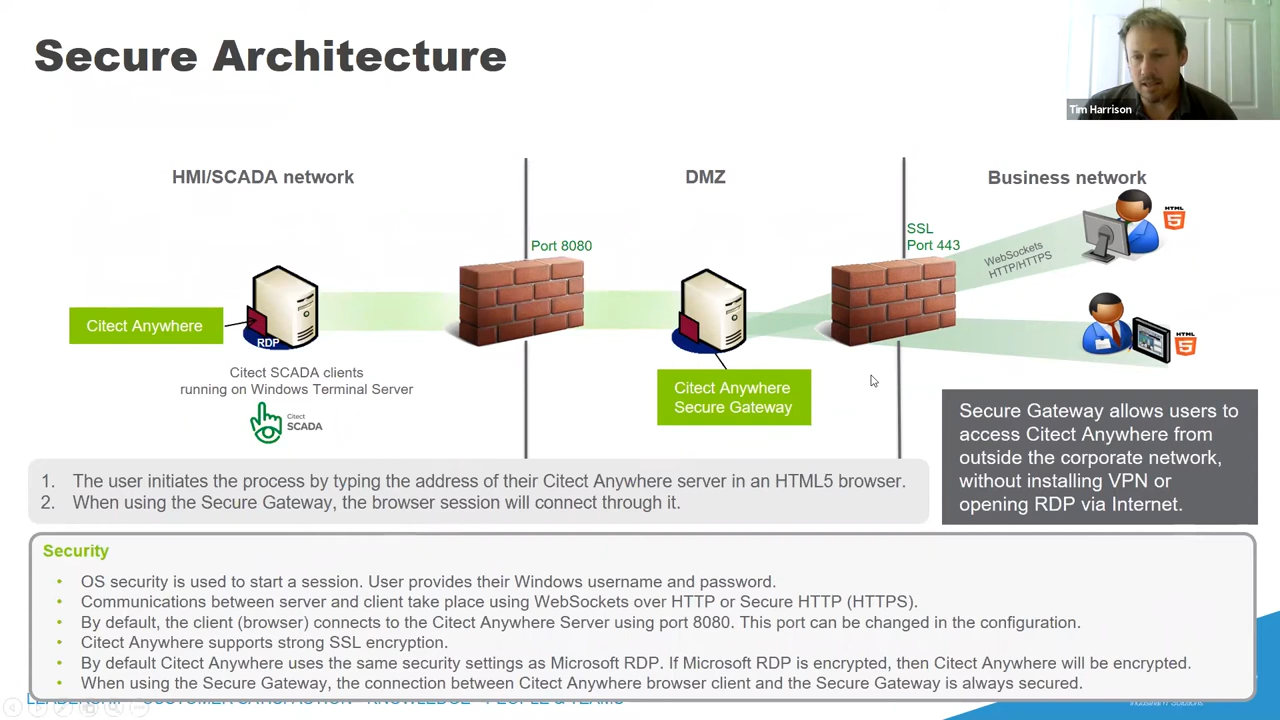 Secure Architecture
Tim Harrison
HMI/SCADA network
DMZ
Business network
HTML
5
SSL
Port 443
Port 8080
WebSockets
HTTP/HTTPS
Citect Anywhere
RDP
HTML
5
Citect SCADA clients
running on Windows Terminal Server
Citect
SCADA
Citect Anywhere
Secure Gateway
Secure Gateway allows users to
access Citect Anywhere from
outside the corporate network,
without installing VPN or
opening RDP via Internet.
1. The user initiates the process by typing the address of their Citect Anywhere server in an HTML5 browser.
2. When using the Secure Gateway, the browser session will connect through it.
Security
• OS security is used to start a session. User provides their Windows username and password.
• Communications between server and client take place using WebSockets over HTTP or Secure HTTP (HTTPS).
• By default, the client (browser) connects to the Citect Anywhere Server using port 8080. This port can be changed in the configuration.
• Citect Anywhere supports strong SSL encryption.
• By default Citect Anywhere uses the same security settings as Microsoft RDP. If Microsoft RDP is encrypted, then Citect Anywhere will be encrypted.
• When using the Secure Gateway, the connection between Citect Anywhere browser client and the Secure Gateway is always secured.